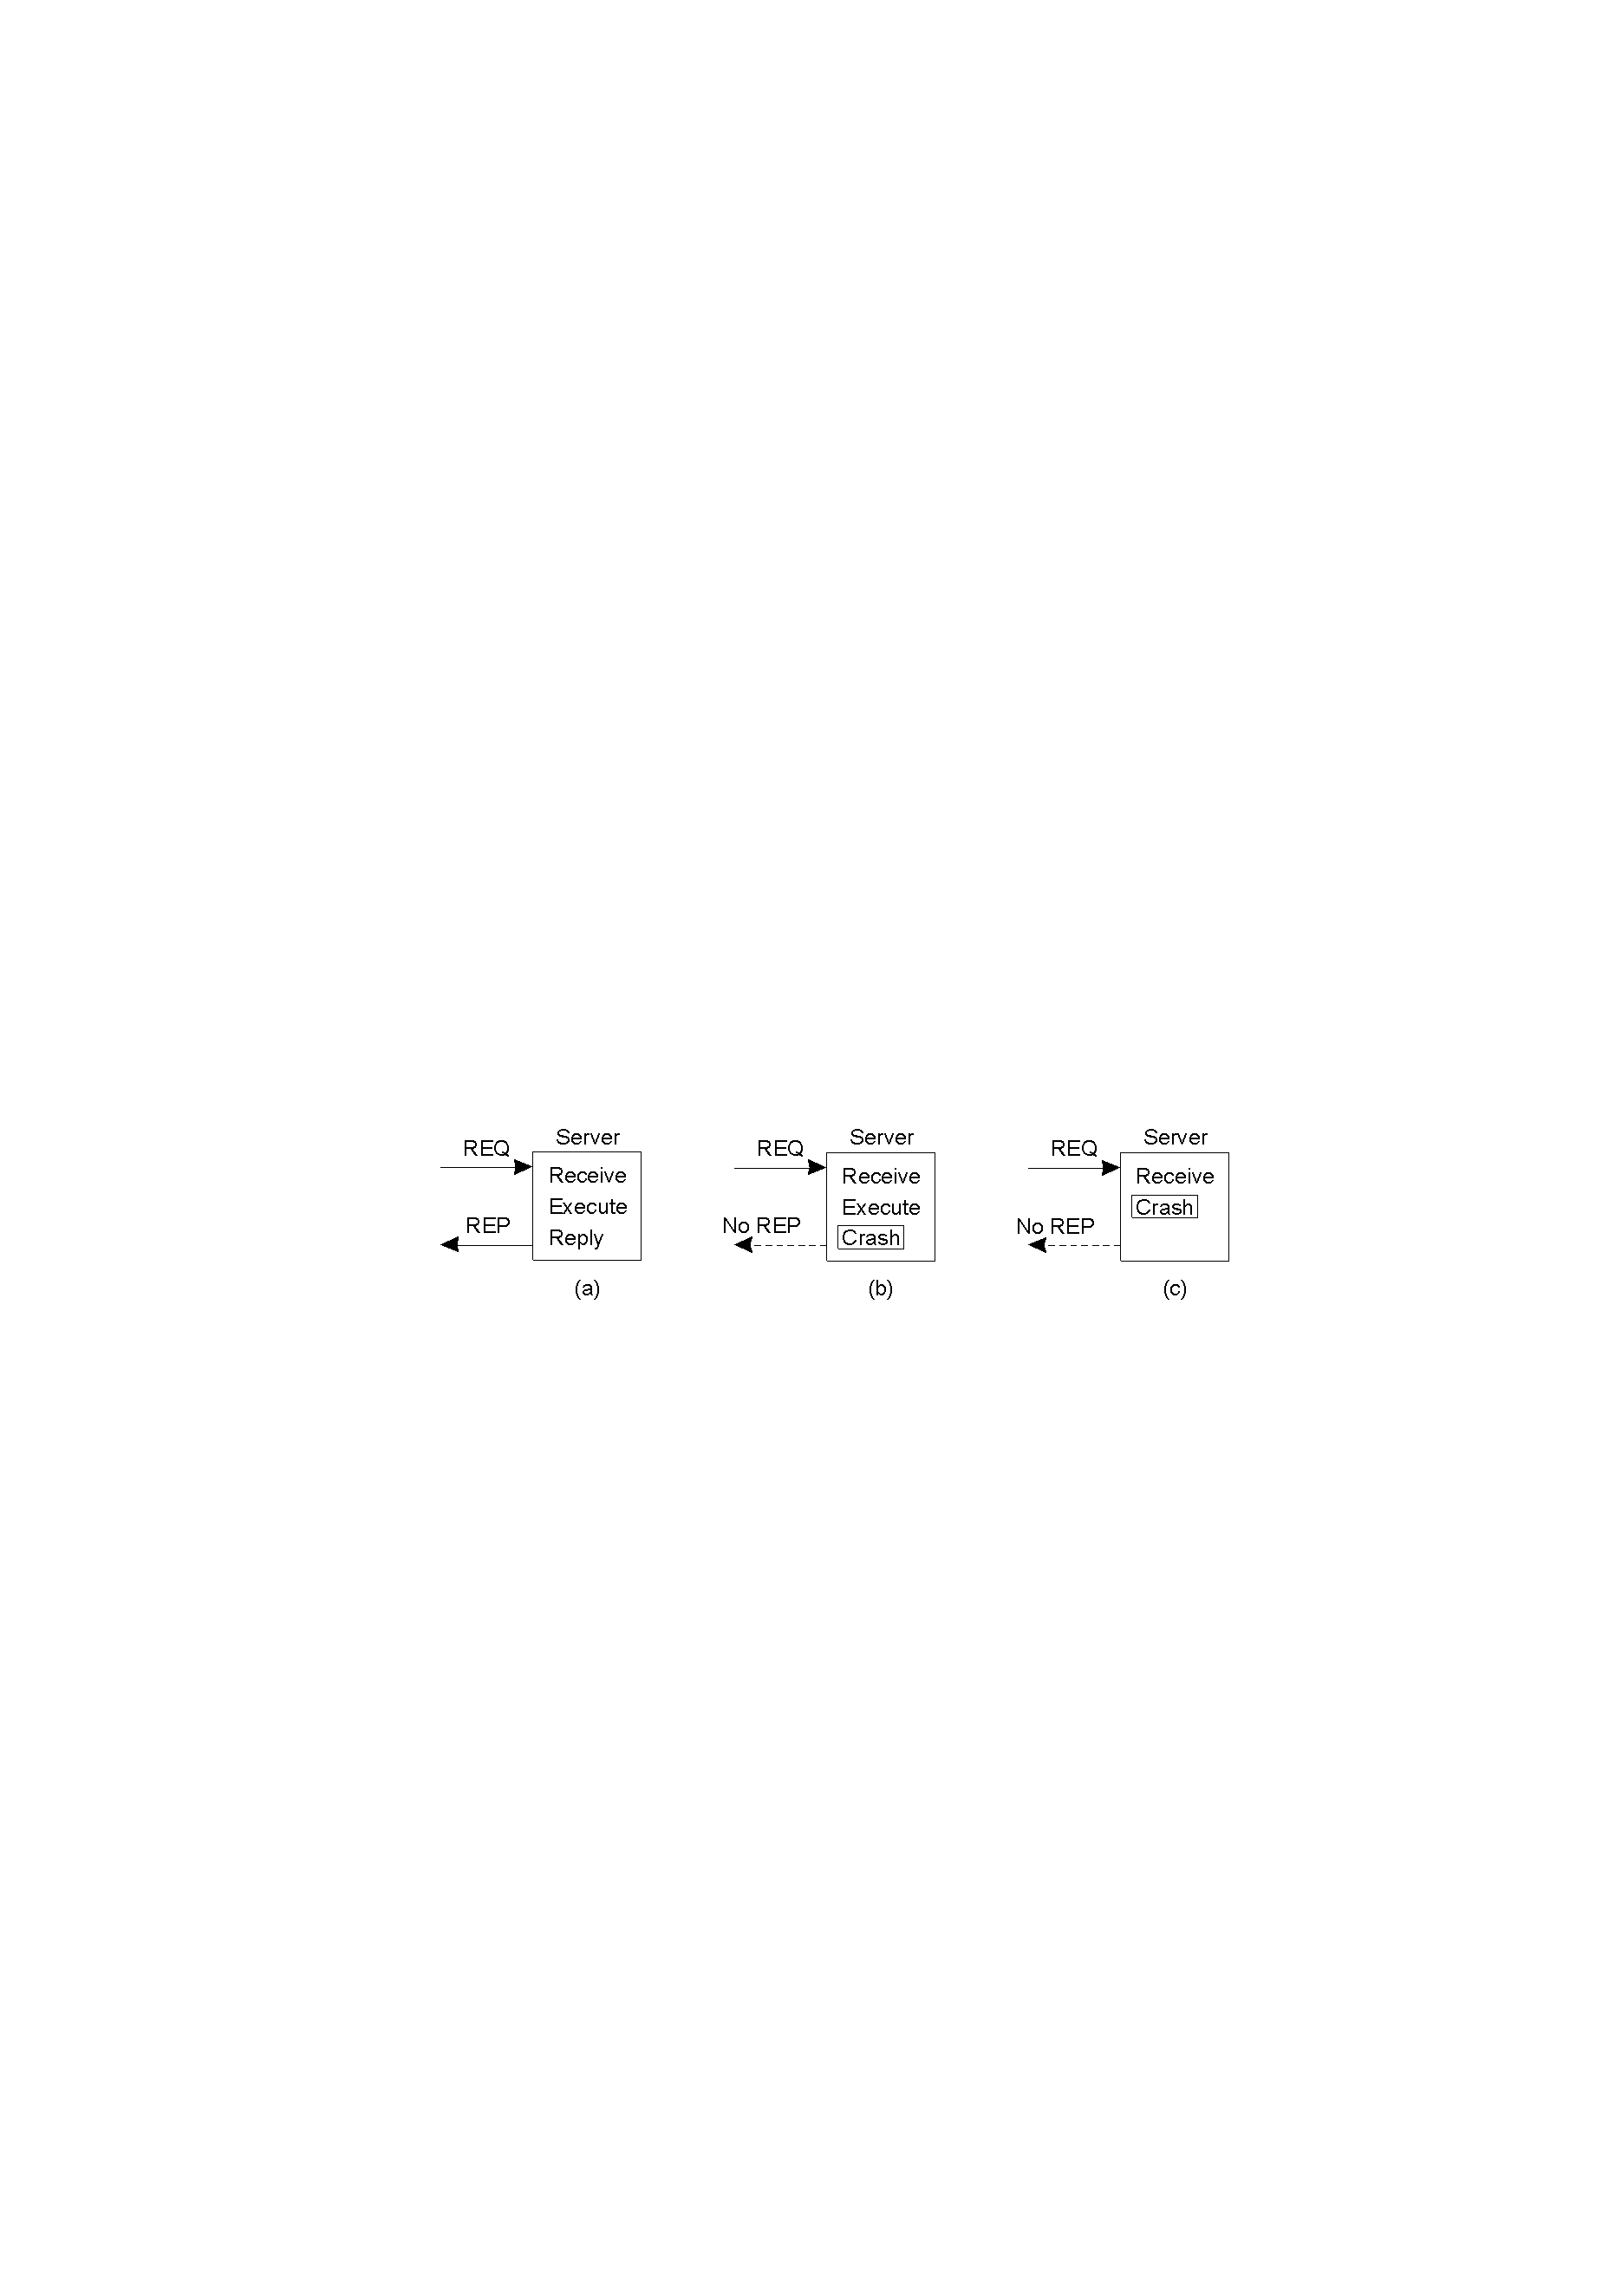 Server
REQ
Receive
Execute
REP
Reply
(a)
Server
REQ
Receive
Execute
No REP
Crash
(b)
Server
REQ
Receive
Crash
No REP
(c)